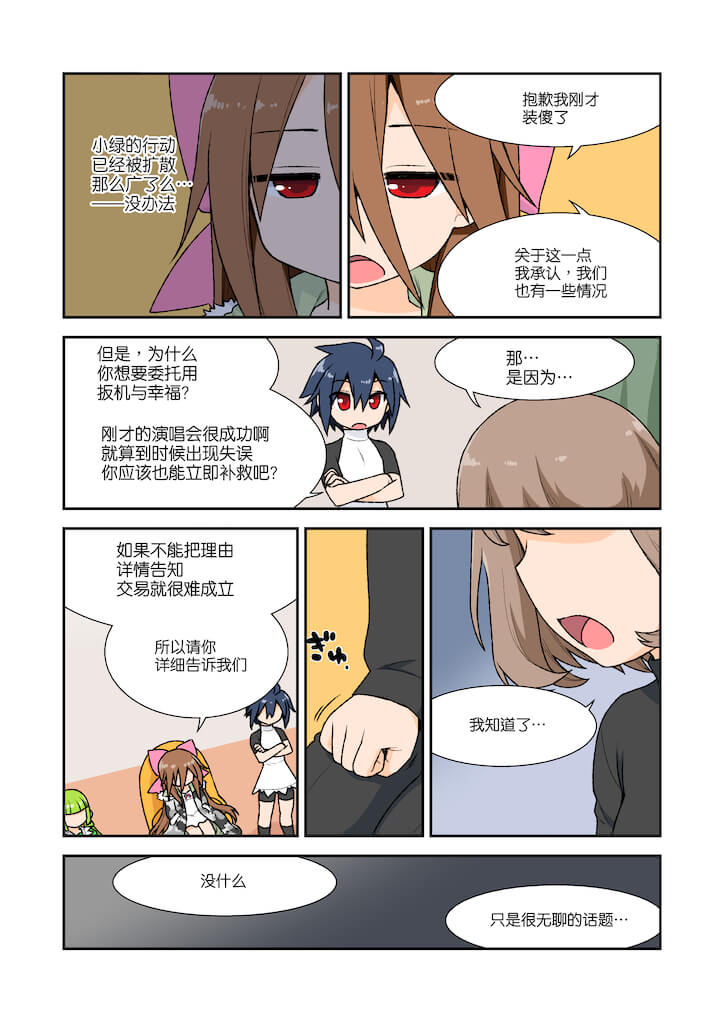 小绿的行动
已经被扩散
那么广了么…
——没办法
抱歉我刚才
装傻了
关于这一点
我承认，我们
也有一些情况
但是，为什么
你想要委托用
扳机与幸福?
刚才的演唱会很成功啊
就算到时候出现失误
你应该也能立即补救吧?
那…
是因为…
如果不能把理由
详情告知
交易就很难成立
所以请你
详细告诉我们
ぎゅ
我知道了…
没什么
只是很无聊的话题…